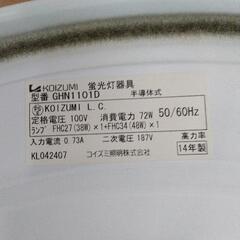 KOIZUMI 蛍光灯器具
型番 GHN1101D 半導体式
KOIZUMI L.C.
定格電圧 100V 消費電力 72W 50/60Hz
ランプ FHC27(38W)×1+FHC34(48W)×1
入力電流 0.73A 二次電圧 187V 高力率
KL042407 コイズミ照明株式会社 14年製